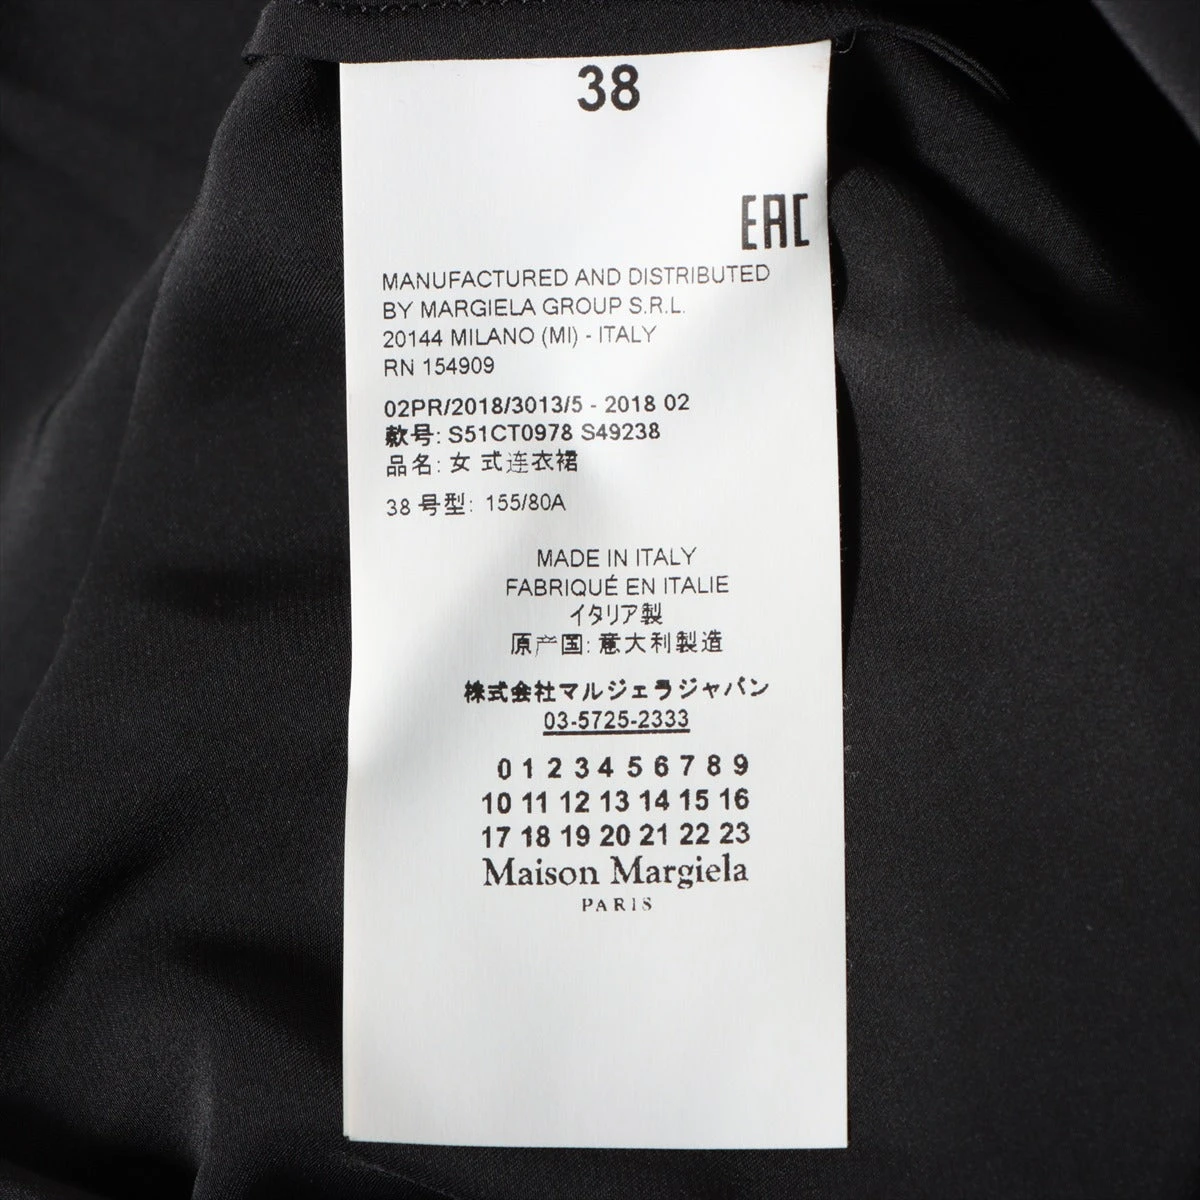 38
EAC
MANUFACTURED AND DISTRIBUTED
BY MARGIELA GROUP S.R.L.
20144 MILANO (MI) - ITALY
RN 154909
02PR/2018/3013/5 - 2018 02
款号: S51CT0978 S49238
品名: 女 式连衣裙
38 号型: 155/80A
MADE IN ITALY
FABRIQUÉ EN ITALIE
イタリア製
原产国: 意大利製造
株式会社マルジェラジャパン
03-5725-2333
0 1 2 3 4 5 6 7 8 9
10 11 12 13 14 15 16
17 18 19 20 21 22 23
Maison Margiela
PARIS